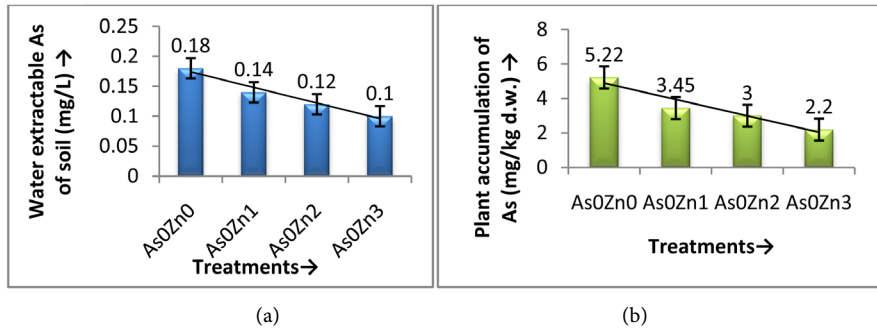 Water extractable As
of soil (mg/L) →
0.25
0.2
0.15
0.1
0.05
0
0.18
0.14
0.12
0.1
As0Zn0
As0Zn1
As0Zn2
As0Zn3
Treatments→
(a)
Plant accumulation of
As (mg/kg d.w.) →
8
6
4
2
0
5.22
3.45
3
2.2
As0Zn0 As0Zn1 As0Zn2 As0Zn3
Treatments→
(b)